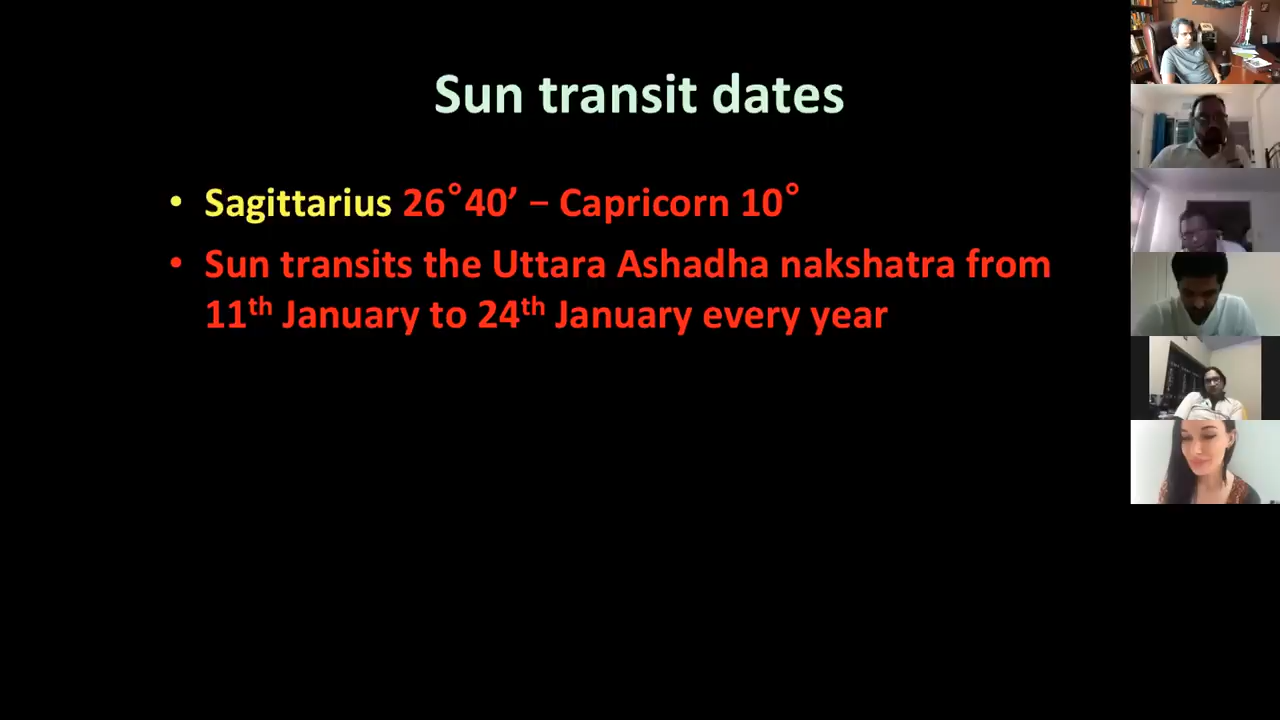 Sun transit dates
• Sagittarius 26°40’ – Capricorn 10°
• Sun transits the Uttara Ashadha nakshatra from
11th January to 24th January every year